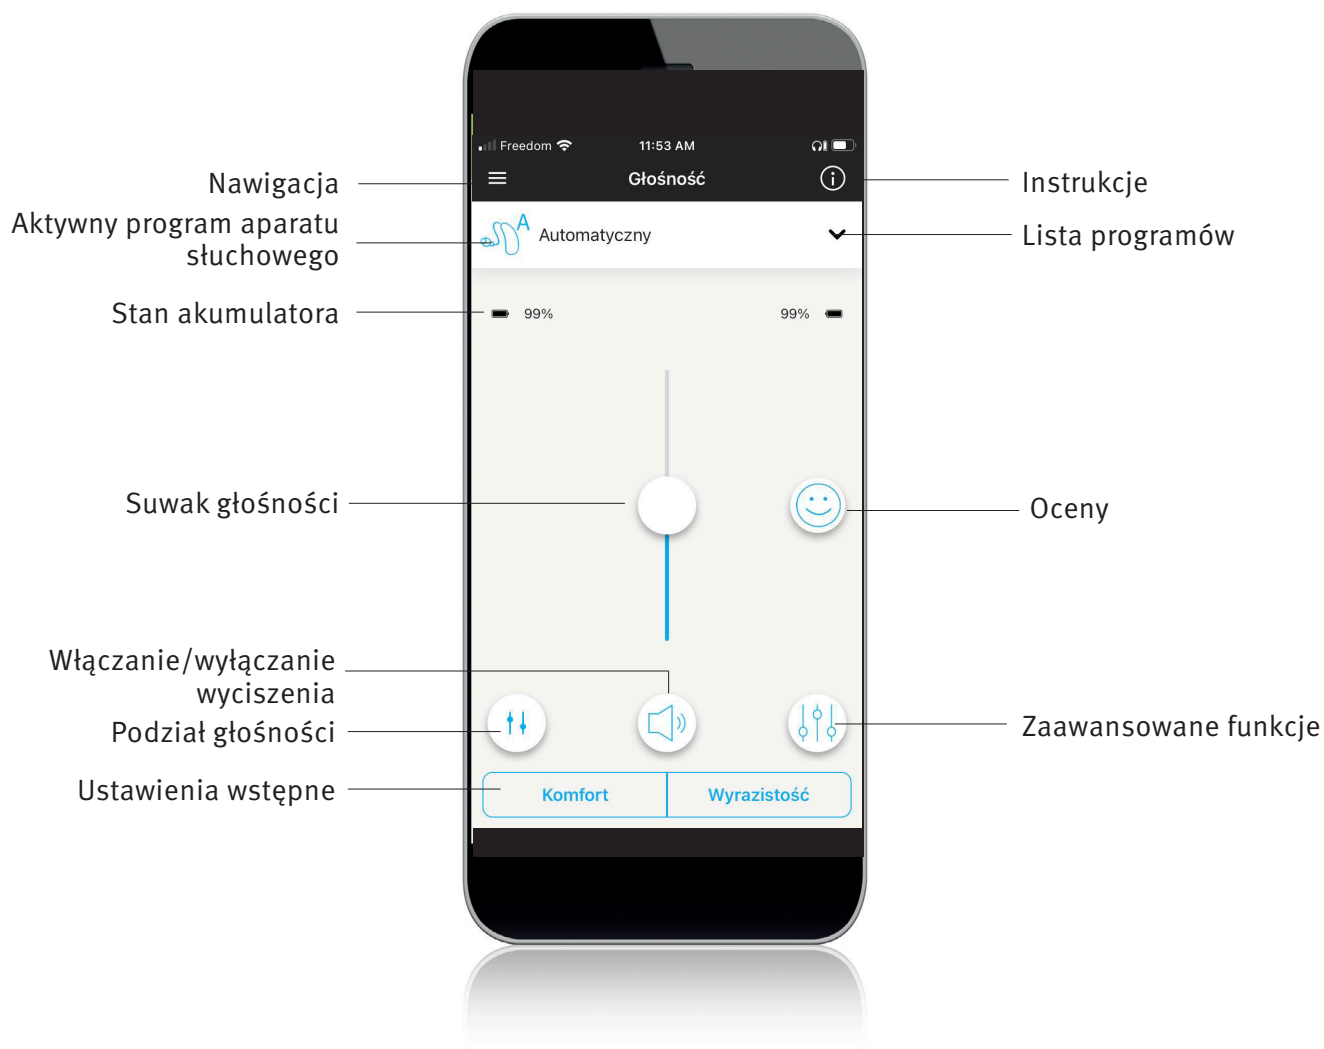 Freedom 11:53 AM
Głośność
Nawigacja
Instrukcje
Aktywny program aparatu
słuchowego
A
Automatyczny
Lista programów
Stan akumulatora
99% 99%
Suwak głośności
Oceny
Włączanie/wyłączanie
wyciszenia
Podział głośności
Zaawansowane funkcje
Ustawienia wstępne
Komfort Wyrazistość